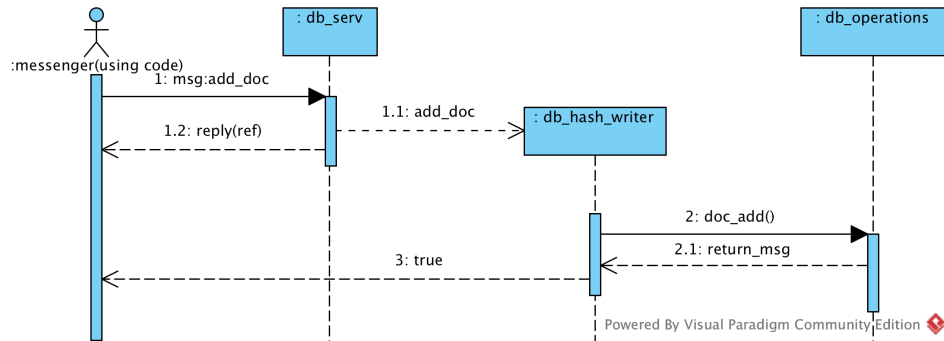 : db_serv
: db_operations
:messenger(using code)
1: msg:add_doc
1.1: add_doc
: db_hash_writer
1.2: reply(ref)
2: doc_add()
2.1: return_msg
3: true
Powered By Visual Paradigm Community Edition